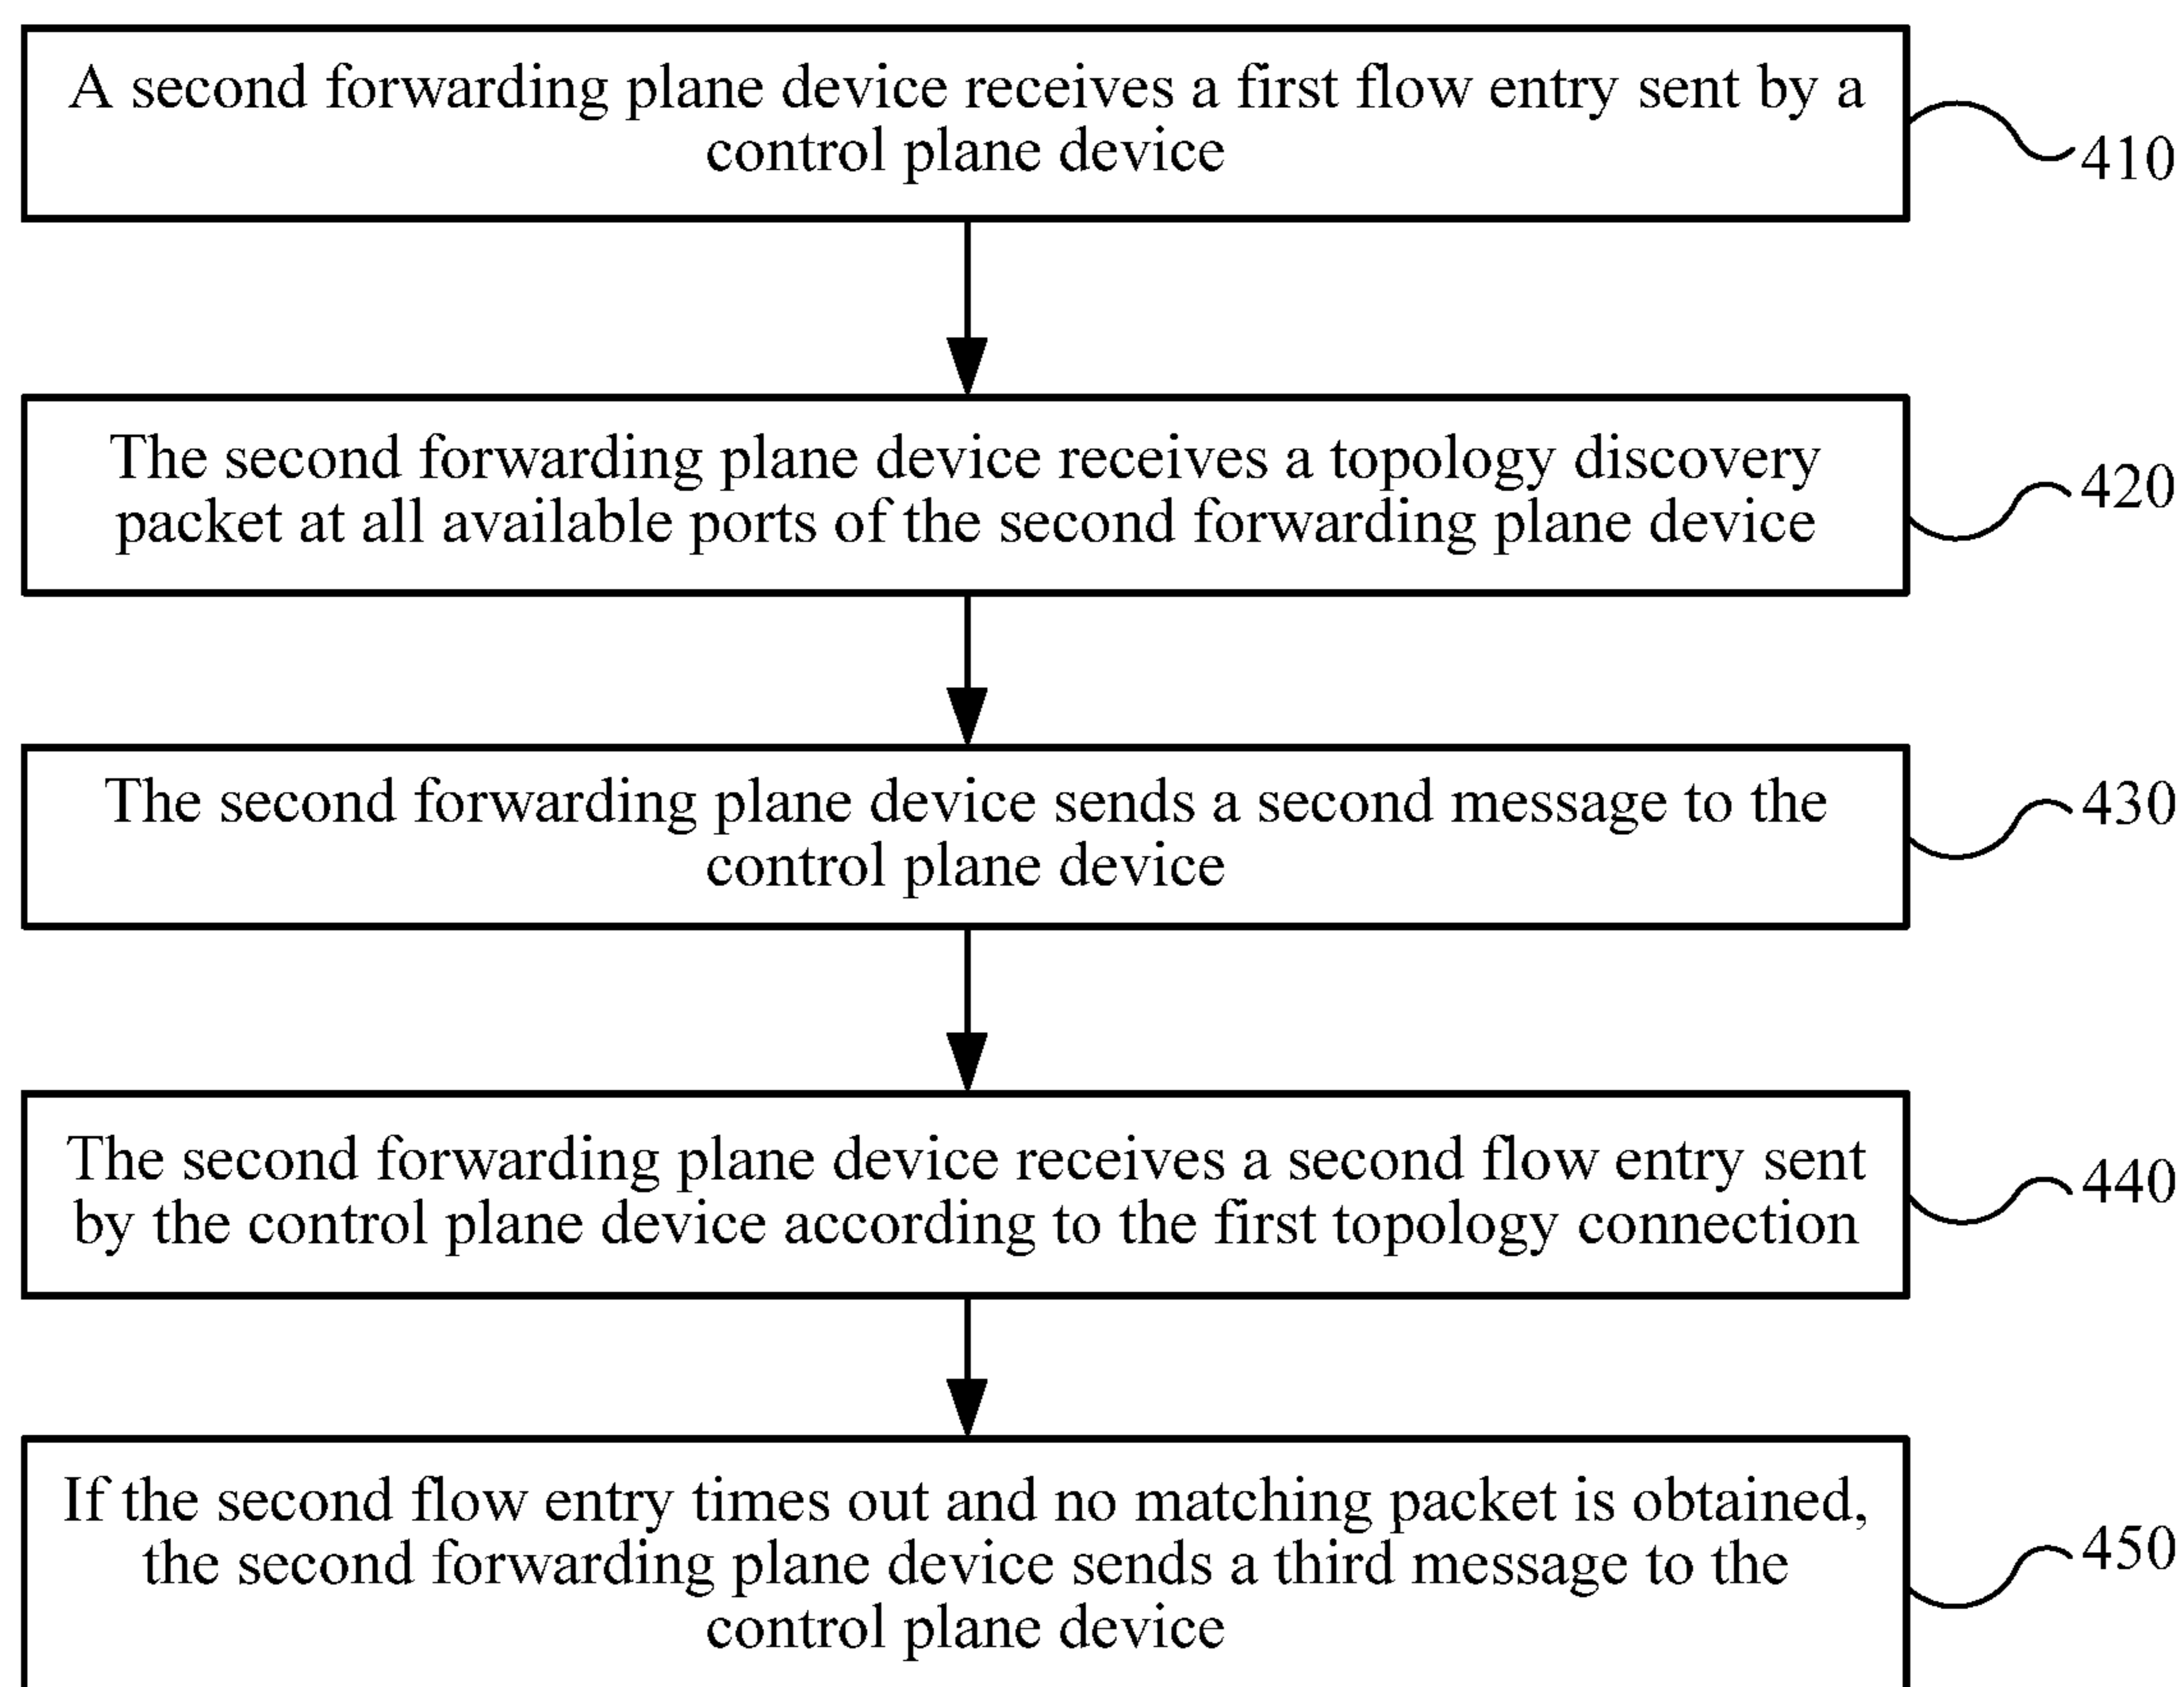 A second forwarding plane device receives a first flow entry sent by a
control plane device
410
The second forwarding plane device receives a topology discovery
packet at all available ports of the second forwarding plane device
420
The second forwarding plane device sends a second message to the
control plane device
430
The second forwarding plane device receives a second flow entry sent
by the control plane device according to the first topology connection
440
If the second flow entry times out and no matching packet is obtained,
the second forwarding plane device sends a third message to the
control plane device
450